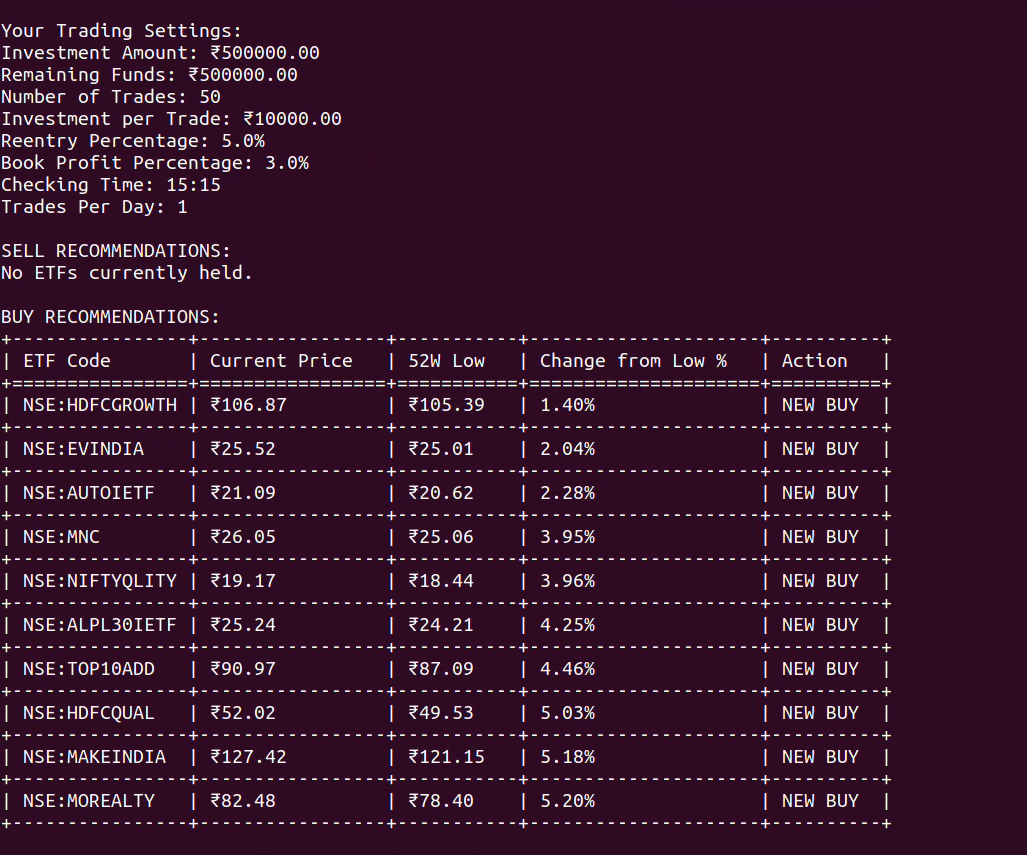 Your Trading Settings:
Investment Amount: ₹500000.00
Remaining Funds: ₹500000.00
Number of Trades: 50
Investment per Trade: ₹10000.00
Reentry Percentage: 5.0%
Book Profit Percentage: 3.0%
Checking Time: 15:15
Trades Per Day: 1

SELL RECOMMENDATIONS:
No ETFs currently held.

BUY RECOMMENDATIONS:
+----------------+-----------------+-----------+---------------------+----------+
| ETF Code       | Current Price   | 52W Low   | Change from Low %   | Action   |
+================+=================+===========+=====================+==========+
| NSE:HDFCGROWTH | ₹106.87         | ₹105.39   | 1.40%               | NEW BUY  |
+----------------+-----------------+-----------+---------------------+----------+
| NSE:EVINDIA    | ₹25.52          | ₹25.01    | 2.04%               | NEW BUY  |
+----------------+-----------------+-----------+---------------------+----------+
| NSE:AUTOIETF   | ₹21.09          | ₹20.62    | 2.28%               | NEW BUY  |
+----------------+-----------------+-----------+---------------------+----------+
| NSE:MNC        | ₹26.05          | ₹25.06    | 3.95%               | NEW BUY  |
+----------------+-----------------+-----------+---------------------+----------+
| NSE:NIFTYQLITY | ₹19.17          | ₹18.44    | 3.96%               | NEW BUY  |
+----------------+-----------------+-----------+---------------------+----------+
| NSE:ALPL30IETF | ₹25.24          | ₹24.21    | 4.25%               | NEW BUY  |
+----------------+-----------------+-----------+---------------------+----------+
| NSE:TOP10ADD   | ₹90.97          | ₹87.09    | 4.46%               | NEW BUY  |
+----------------+-----------------+-----------+---------------------+----------+
| NSE:HDFCQUAL   | ₹52.02          | ₹49.53    | 5.03%               | NEW BUY  |
+----------------+-----------------+-----------+---------------------+----------+
| NSE:MAKEINDIA  | ₹127.42         | ₹121.15   | 5.18%               | NEW BUY  |
+----------------+-----------------+-----------+---------------------+----------+
| NSE:MOREALTY   | ₹82.48          | ₹78.40    | 5.20%               | NEW BUY  |
+----------------+-----------------+-----------+---------------------+----------+